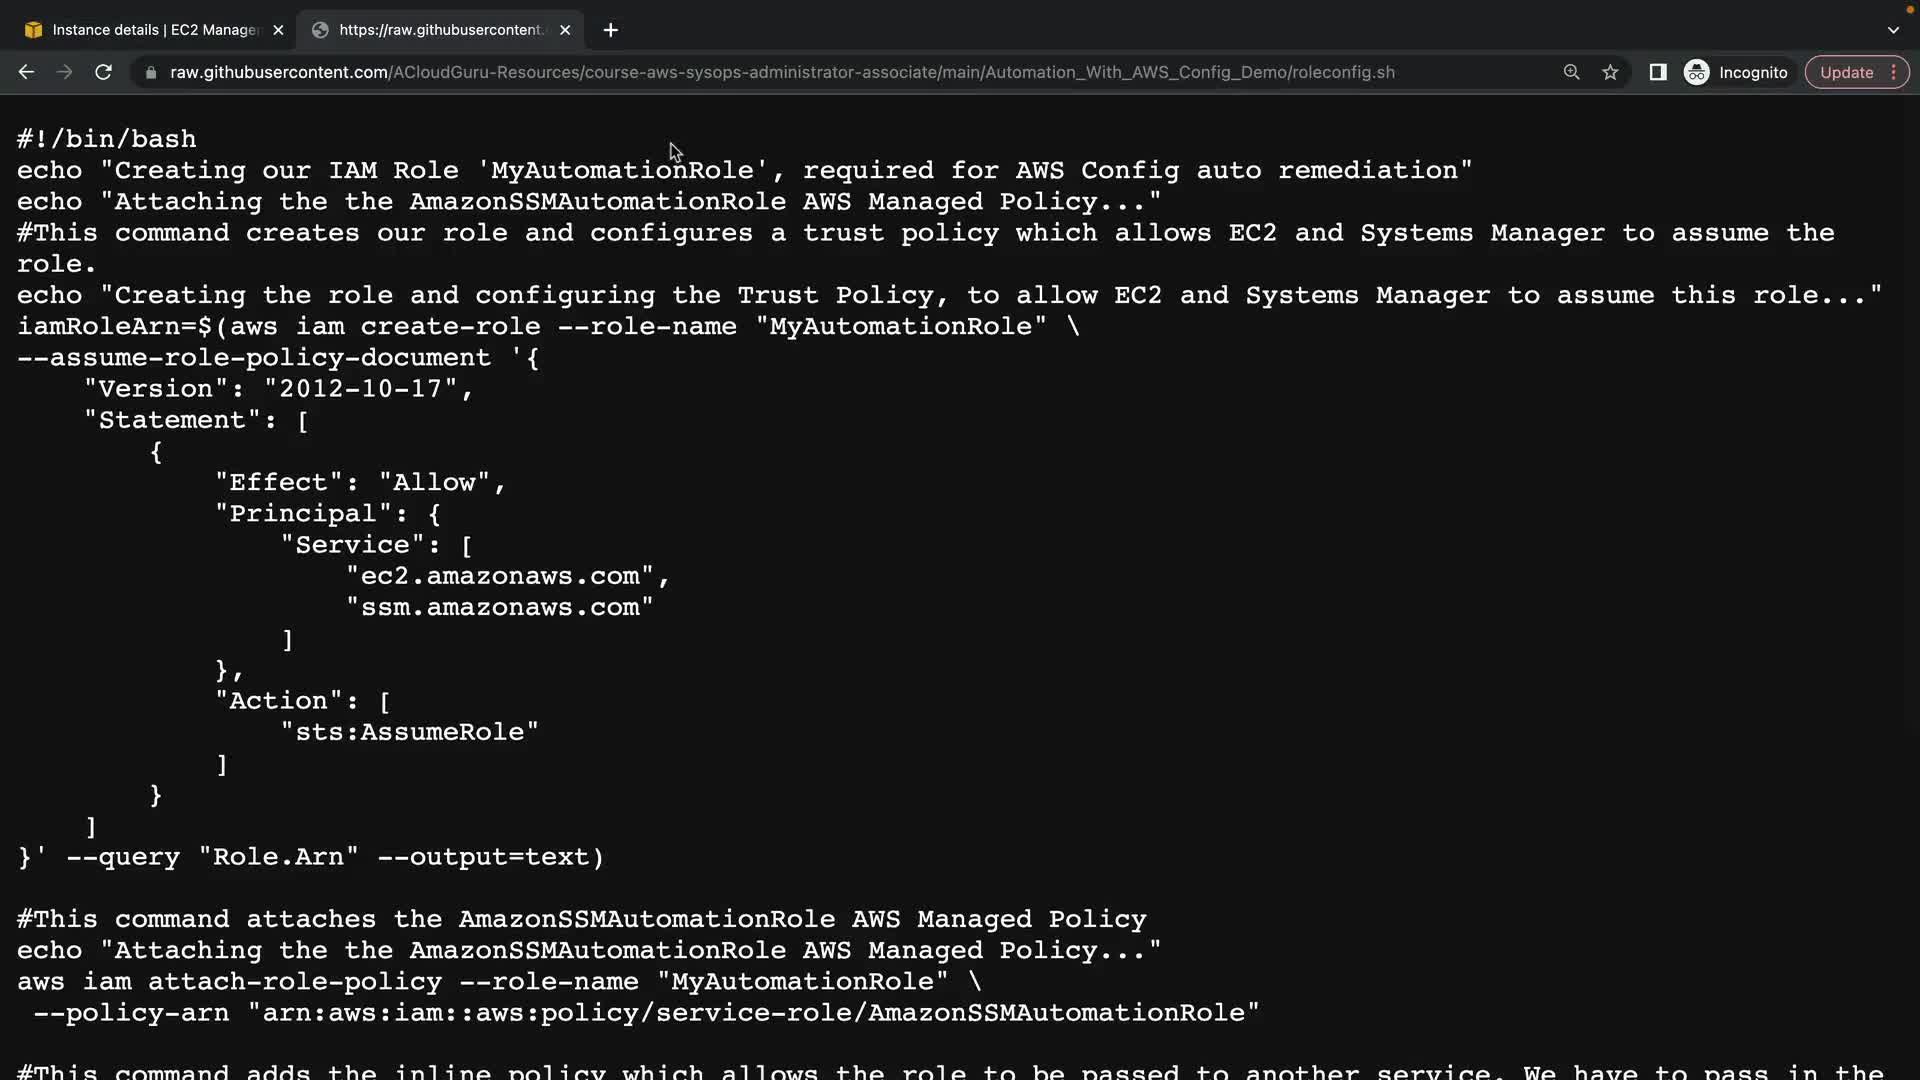 Instance details | EC2 Manage
https://raw.githubusercontent.
raw.githubusercontent.com/ACloudGuru-Resources/course-aws-sysops-administrator-associate/main/Automation_With_AWS_Config_Demo/roleconfig.sh
Incognito
Update
#!/bin/bash
echo "Creating our IAM Role 'MyAutomationRole', required for AWS Config auto remediation"
echo "Attaching the the AmazonSSMAutomationRole AWS Managed Policy..."
#This command creates our role and configures a trust policy which allows EC2 and Systems Manager to assume the
role.
echo "Creating the role and configuring the Trust Policy, to allow EC2 and Systems Manager to assume this role..."
iamRoleArn=$(aws iam create-role --role-name "MyAutomationRole" \
--assume-role-policy-document '{
"Version": "2012-10-17",
"Statement": [
{
"Effect": "Allow",
"Principal": {
"Service": [
"ec2.amazonaws.com",
"ssm.amazonaws.com"
]
},
"Action": [
"sts:AssumeRole"
]
}
]
}' --query "Role.Arn" --output=text)
#This command attaches the AmazonSSMAutomationRole AWS Managed Policy
echo "Attaching the the AmazonSSMAutomationRole AWS Managed Policy..."
aws iam attach-role-policy --role-name "MyAutomationRole" \
--policy-arn "arn:aws:iam::aws:policy/service-role/AmazonSSMAutomationRole"
#This command adds the inline policy which allows the role to be passed to another service. We have to pass in the